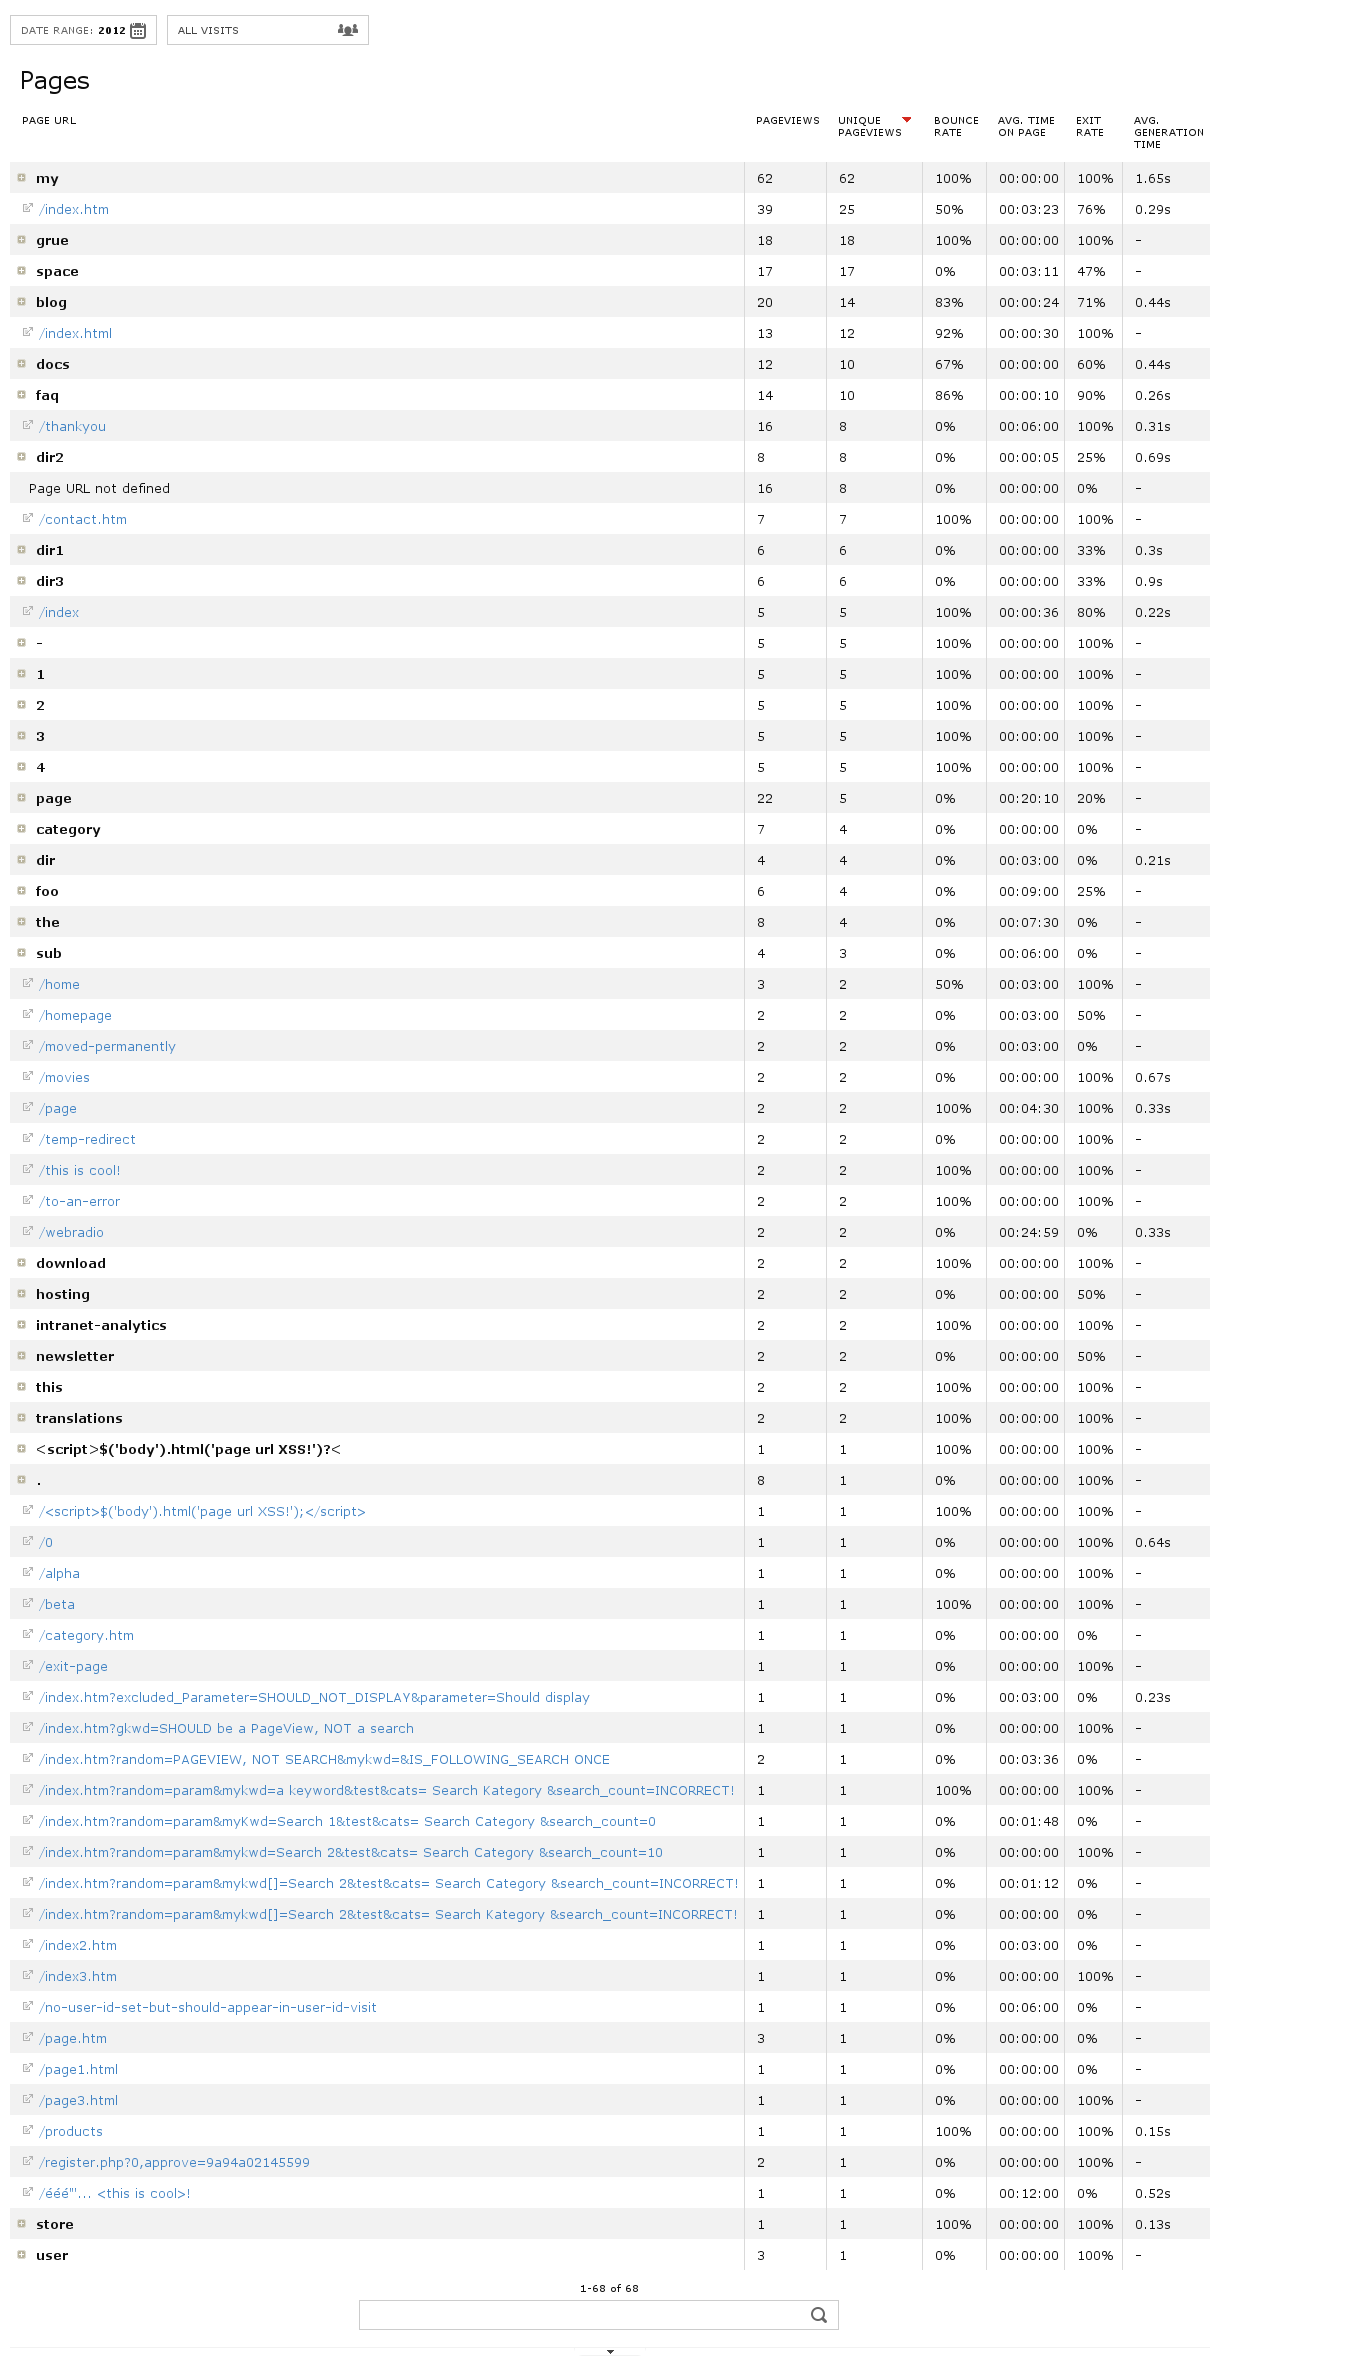 DATE RANGE: 2012 ALL VISITS
Pages
PAGE URL PAGEVIEWS UNIQUE PAGEVIEWS BOUNCE RATE AVG. TIME ON PAGE EXIT RATE AVG. GENERATION TIME
my 62 62 100% 00:00:00 100% 1.65s
/index.htm 39 25 50% 00:03:23 76% 0.29s
grue 18 18 100% 00:00:00 100% -
space 17 17 0% 00:03:11 47% -
blog 20 14 83% 00:00:24 71% 0.44s
/index.html 13 12 92% 00:00:30 100% -
docs 12 10 67% 00:00:00 60% 0.44s
faq 14 10 86% 00:00:10 90% 0.26s
/thankyou 16 8 0% 00:06:00 100% 0.31s
dir2 8 8 0% 00:00:05 25% 0.69s
Page URL not defined 16 8 0% 00:00:00 0% -
/contact.htm 7 7 100% 00:00:00 100% -
dir1 6 6 0% 00:00:00 33% 0.3s
dir3 6 6 0% 00:00:00 33% 0.9s
/index 5 5 100% 00:00:36 80% 0.22s
- 5 5 100% 00:00:00 100% -
1 5 5 100% 00:00:00 100% -
2 5 5 100% 00:00:00 100% -
3 5 5 100% 00:00:00 100% -
4 5 5 100% 00:00:00 100% -
page 22 5 0% 00:20:10 20% -
category 7 4 0% 00:00:00 0% -
dir 4 4 0% 00:03:00 0% 0.21s
foo 6 4 0% 00:09:00 25% -
the 8 4 0% 00:07:30 0% -
sub 4 3 0% 00:06:00 0% -
/home 3 2 50% 00:03:00 100% -
/homepage 2 2 0% 00:03:00 50% -
/moved-permanently 2 2 0% 00:03:00 0% -
/movies 2 2 0% 00:00:00 100% 0.67s
/page 2 2 100% 00:04:30 100% 0.33s
/temp-redirect 2 2 0% 00:00:00 100% -
/this is cool! 2 2 100% 00:00:00 100% -
/to-an-error 2 2 100% 00:00:00 100% -
/webradio 2 2 0% 00:24:59 0% 0.33s
download 2 2 100% 00:00:00 100% -
hosting 2 2 0% 00:00:00 50% -
intranet-analytics 2 2 100% 00:00:00 100% -
newsletter 2 2 0% 00:00:00 50% -
this 2 2 100% 00:00:00 100% -
translations 2 2 100% 00:00:00 100% -
<script>$('body').html('page url XSS!')?< 1 1 100% 00:00:00 100% -
. 8 1 0% 00:00:00 100% -
/<script>$('body').html('page url XSS!');</script> 1 1 100% 00:00:00 100% -
/0 1 1 0% 00:00:00 100% 0.64s
/alpha 1 1 0% 00:00:00 100% -
/beta 1 1 100% 00:00:00 100% -
/category.htm 1 1 0% 00:00:00 0% -
/exit-page 1 1 0% 00:00:00 100% -
/index.htm?excluded_Parameter=SHOULD_NOT_DISPLAY&parameter=Should display 1 1 0% 00:03:00 0% 0.23s
/index.htm?gkwd=SHOULD be a PageView, NOT a search 1 1 0% 00:00:00 100% -
/index.htm?random=PAGEVIEW, NOT SEARCH&mykwd=&IS_FOLLOWING_SEARCH ONCE 2 1 0% 00:03:36 0% -
/index.htm?random=param&mykwd=a keyword&test&cats= Search Kategory &search_count=INCORRECT! 1 1 100% 00:00:00 100% -
/index.htm?random=param&myKwd=Search 1&test&cats= Search Category &search_count=0 1 1 0% 00:01:48 0% -
/index.htm?random=param&mykwd=Search 2&test&cats= Search Category &search_count=10 1 1 0% 00:00:00 100% -
/index.htm?random=param&mykwd[]=Search 2&test&cats= Search Category &search_count=INCORRECT! 1 1 0% 00:01:12 0% -
/index.htm?random=param&mykwd[]=Search 2&test&cats= Search Kategory &search_count=INCORRECT! 1 1 0% 00:00:00 0% -
/index2.htm 1 1 0% 00:03:00 0% -
/index3.htm 1 1 0% 00:00:00 100% -
/no-user-id-set-but-should-appear-in-user-id-visit 1 1 0% 00:06:00 0% -
/page.htm 3 1 0% 00:00:00 0% -
/page1.html 1 1 0% 00:00:00 0% -
/page3.html 1 1 0% 00:00:00 100% -
/products 1 1 100% 00:00:00 100% 0.15s
/register.php?0,approve=9a94a02145599 2 1 0% 00:00:00 100% -
/ééé"'... <this is cool>! 1 1 0% 00:12:00 0% 0.52s
store 1 1 100% 00:00:00 100% 0.13s
user 3 1 0% 00:00:00 100% -
1-68 of 68